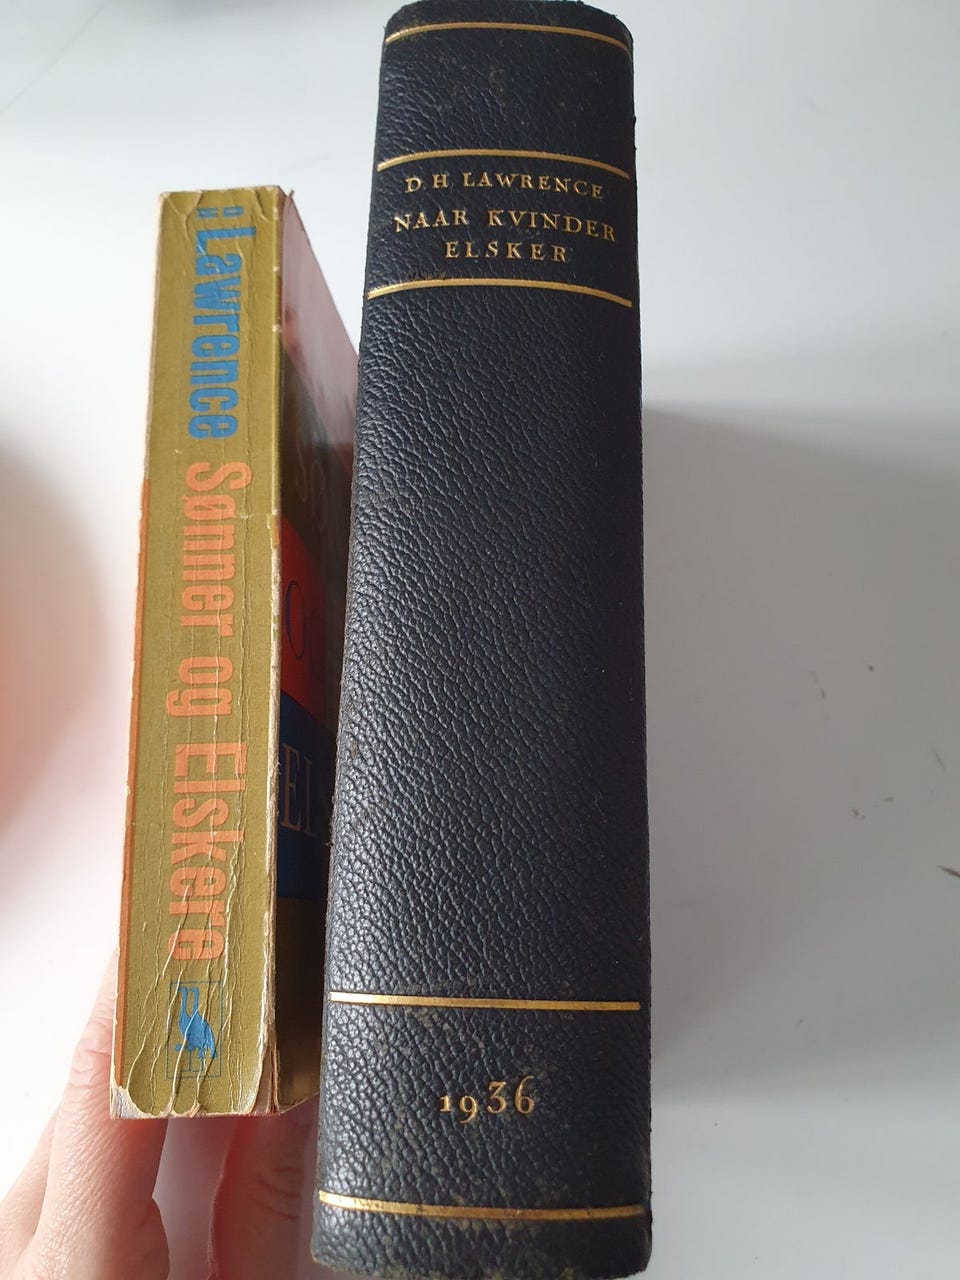 Lawrence Sønner og Elskere
D. H. LAWRENCE
NAAR KVINDER
ELSKER
1936